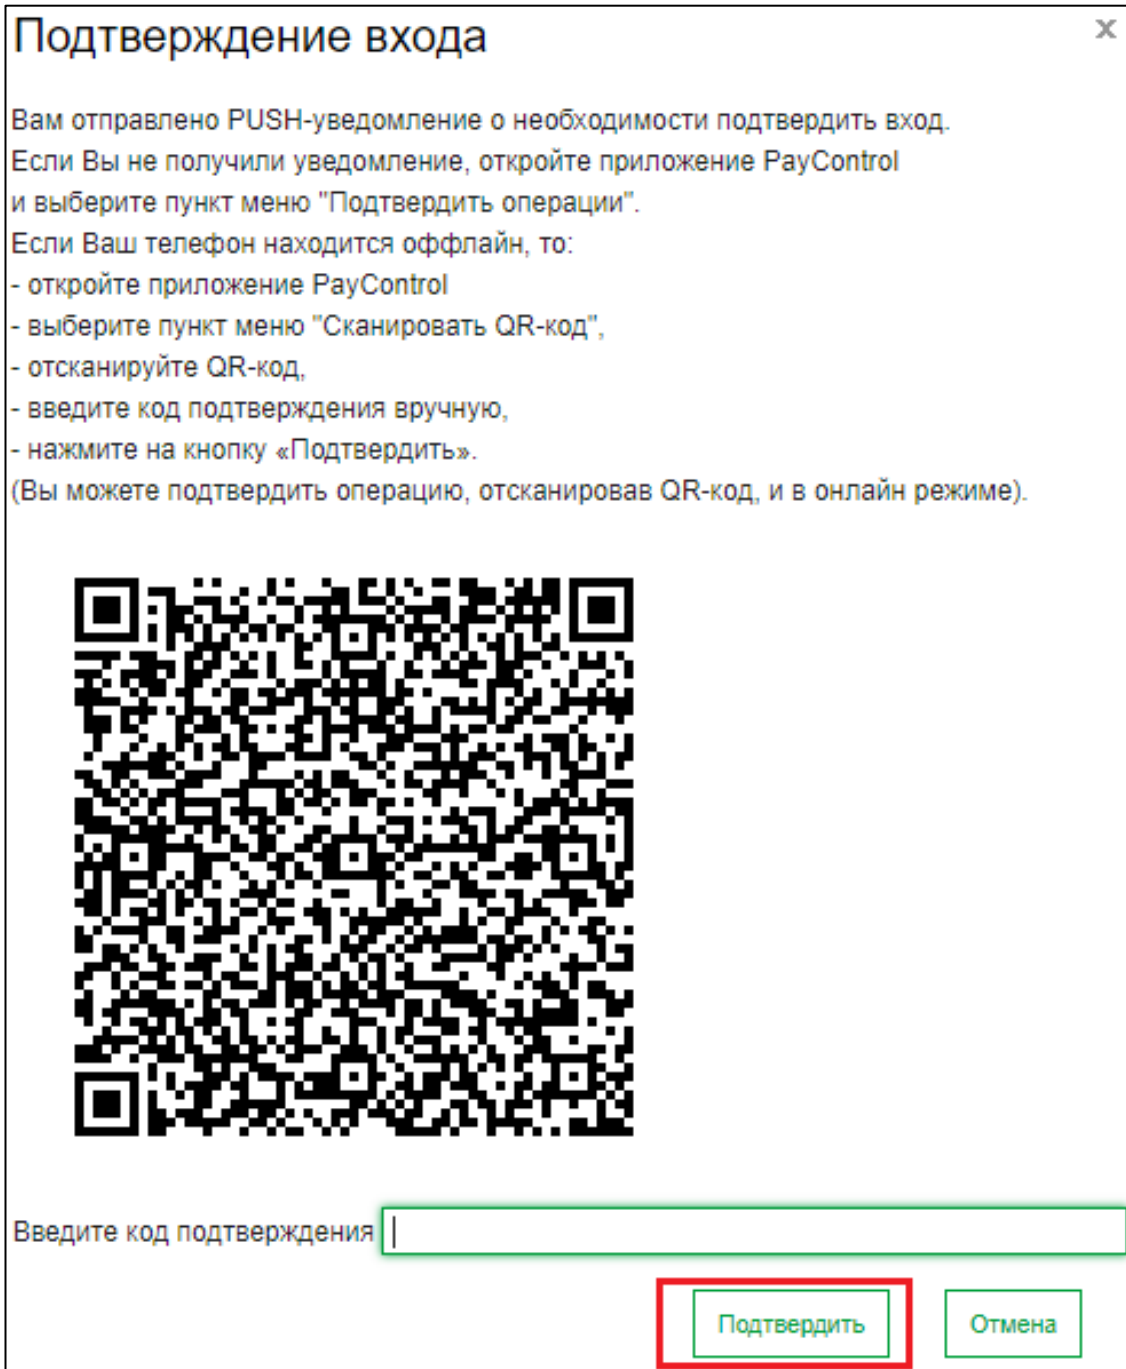 Подтверждение входа
x
Вам отправлено PUSH-уведомление о необходимости подтвердить вход.
Если Вы не получили уведомление, откройте приложение PayControl
и выберите пункт меню "Подтвердить операции".
Если Ваш телефон находится оффлайн, то:
- откройте приложение PayControl
- выберите пункт меню "Сканировать QR-код",
- отсканируйте QR-код,
- введите код подтверждения вручную,
- нажмите на кнопку «Подтвердить».
(Вы можете подтвердить операцию, отсканировав QR-код, и в онлайн режиме).
Введите код подтверждения
Подтвердить
Отмена